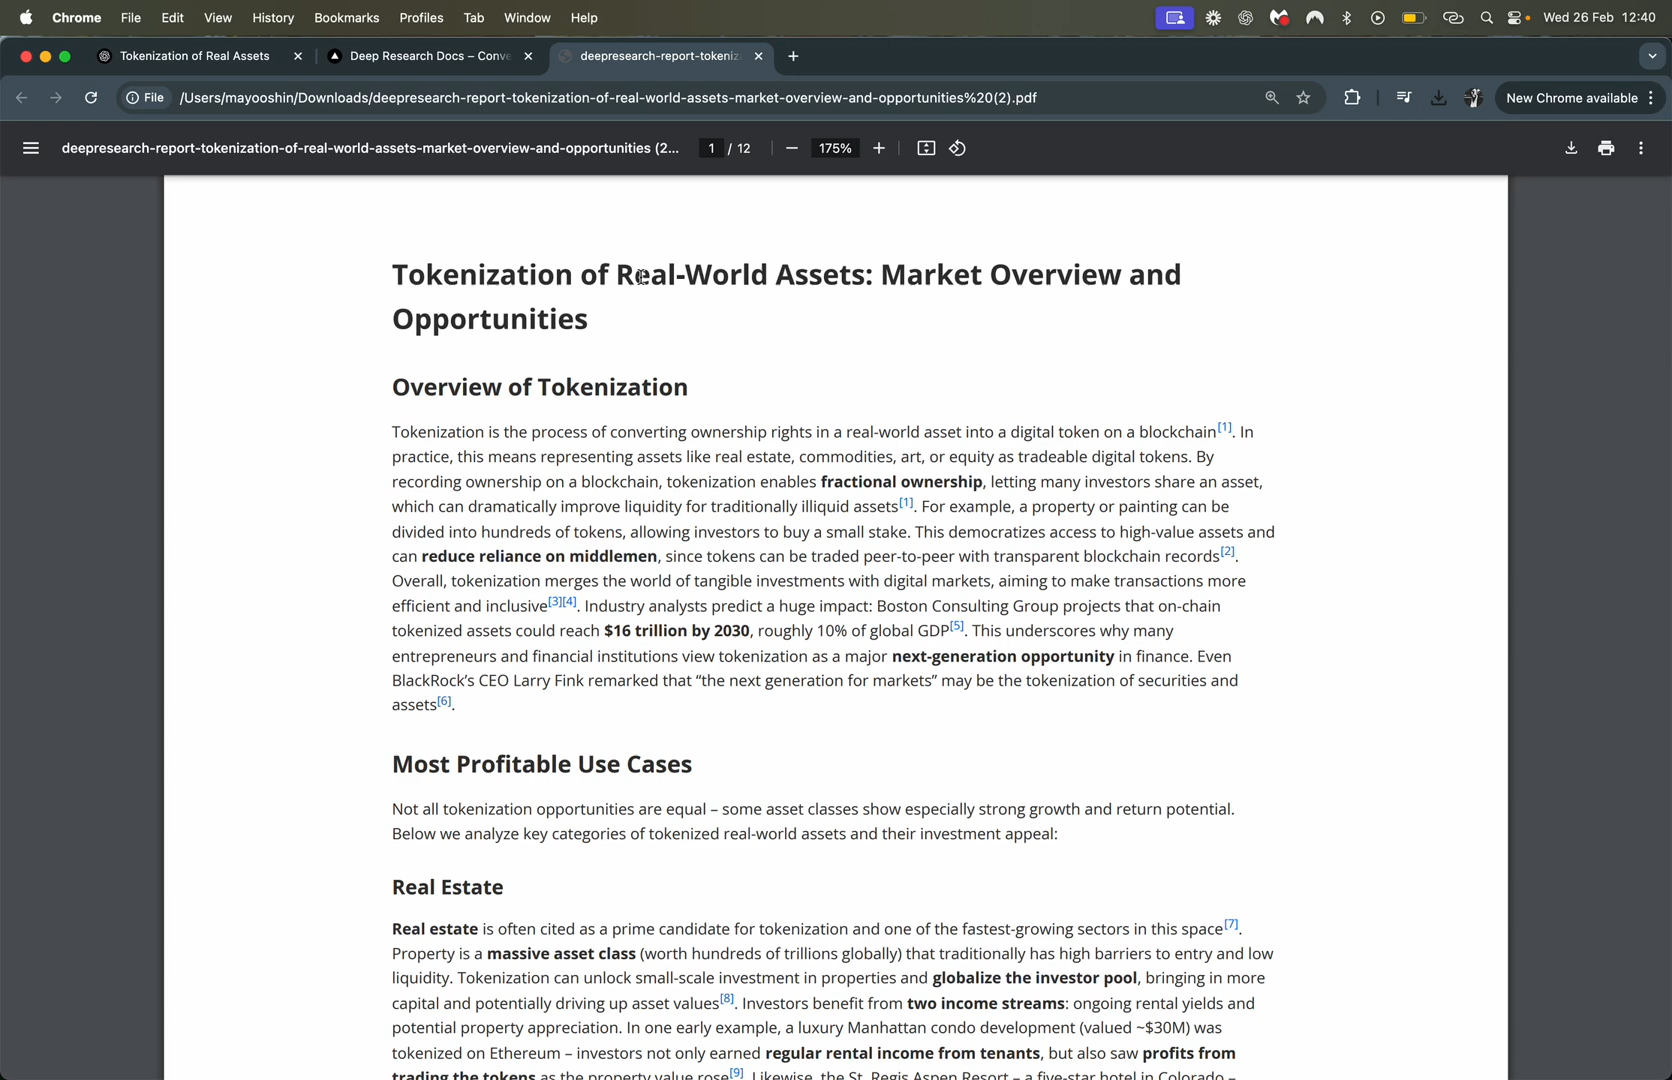 Chrome File Edit View History Bookmarks Profiles Tab Window Help Wed 26 Feb 12:40
Tokenization of Real Assets Deep Research Docs – Conve deepresearch-report-tokeniz
File /Users/mayooshin/Downloads/deepresearch-report-tokenization-of-real-world-assets-market-overview-and-opportunities%20(2).pdf New Chrome available
deepresearch-report-tokenization-of-real-world-assets-market-overview-and-opportunities (2... 1 / 12 175%
Tokenization of Real-World Assets: Market Overview and
Opportunities
Overview of Tokenization
Tokenization is the process of converting ownership rights in a real-world asset into a digital token on a blockchain[1]. In
practice, this means representing assets like real estate, commodities, art, or equity as tradeable digital tokens. By
recording ownership on a blockchain, tokenization enables fractional ownership, letting many investors share an asset,
which can dramatically improve liquidity for traditionally illiquid assets[1]. For example, a property or painting can be
divided into hundreds of tokens, allowing investors to buy a small stake. This democratizes access to high-value assets and
can reduce reliance on middlemen, since tokens can be traded peer-to-peer with transparent blockchain records[2].
Overall, tokenization merges the world of tangible investments with digital markets, aiming to make transactions more
efficient and inclusive[3][4]. Industry analysts predict a huge impact: Boston Consulting Group projects that on-chain
tokenized assets could reach $16 trillion by 2030, roughly 10% of global GDP[5]. This underscores why many
entrepreneurs and financial institutions view tokenization as a major next-generation opportunity in finance. Even
BlackRock’s CEO Larry Fink remarked that “the next generation for markets” may be the tokenization of securities and
assets[6].
Most Profitable Use Cases
Not all tokenization opportunities are equal – some asset classes show especially strong growth and return potential.
Below we analyze key categories of tokenized real-world assets and their investment appeal:
Real Estate
Real estate is often cited as a prime candidate for tokenization and one of the fastest-growing sectors in this space[7].
Property is a massive asset class (worth hundreds of trillions globally) that traditionally has high barriers to entry and low
liquidity. Tokenization can unlock small-scale investment in properties and globalize the investor pool, bringing in more
capital and potentially driving up asset values[8]. Investors benefit from two income streams: ongoing rental yields and
potential property appreciation. In one early example, a luxury Manhattan condo development (valued ~$30M) was
tokenized on Ethereum – investors not only earned regular rental income from tenants, but also saw profits from
trading the tokens as the property value rose[9]. Likewise, the St. Regis Aspen Resort – a five-star hotel in Colorado –